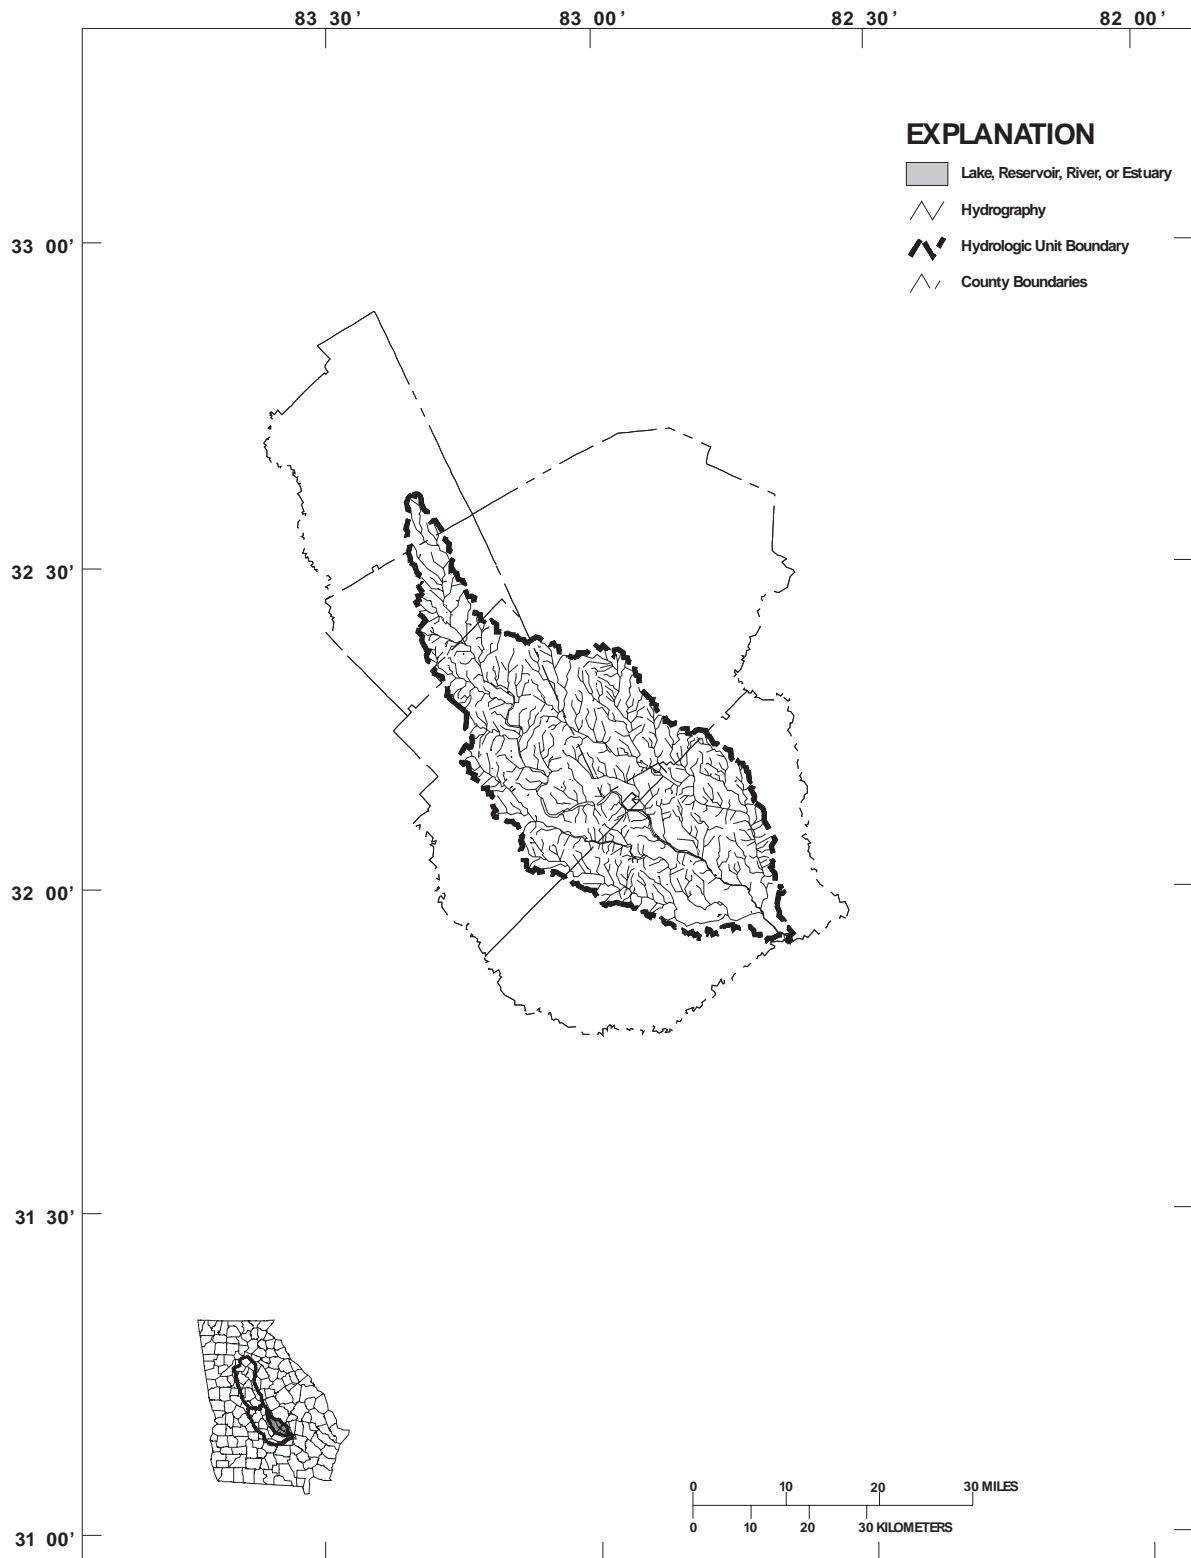 83 30’
83 00’
82 30’
82 00’
EXPLANATION
Lake, Reservoir, River, or Estuary
Hydrography
Hydrologic Unit Boundary
County Boundaries
33 00’
32 30’
32 00’
31 30’
31 00’
0 10 20 30 MILES
0 10 20 30 KILOMETERS